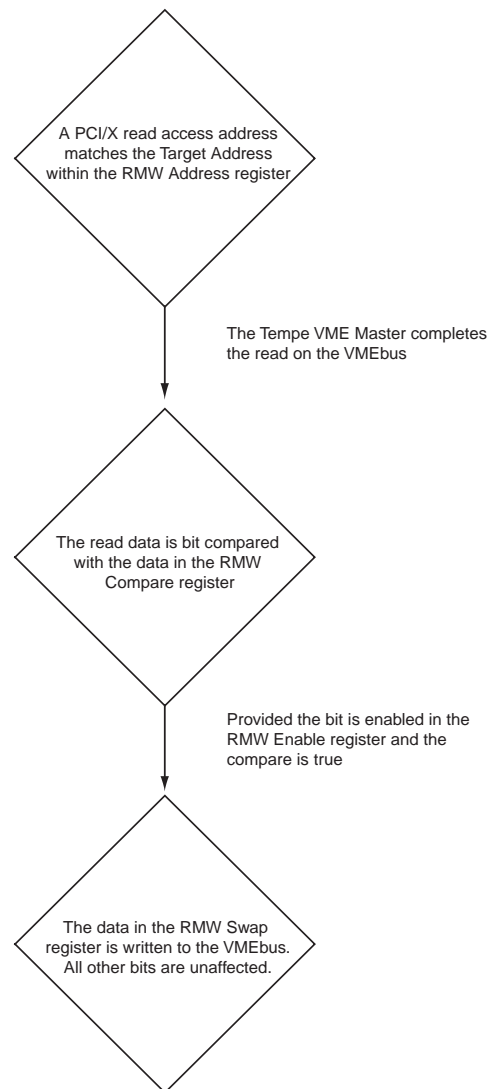 A PCI/X read access address
matches the Target Address
within the RMW Address register
The Tempe VME Master completes
the read on the VMEbus
The read data is bit compared
with the data in the RMW
Compare register
Provided the bit is enabled in the
RMW Enable register and the
compare is true
The data in the RMW Swap
register is written to the VMEbus.
All other bits are unaffected.